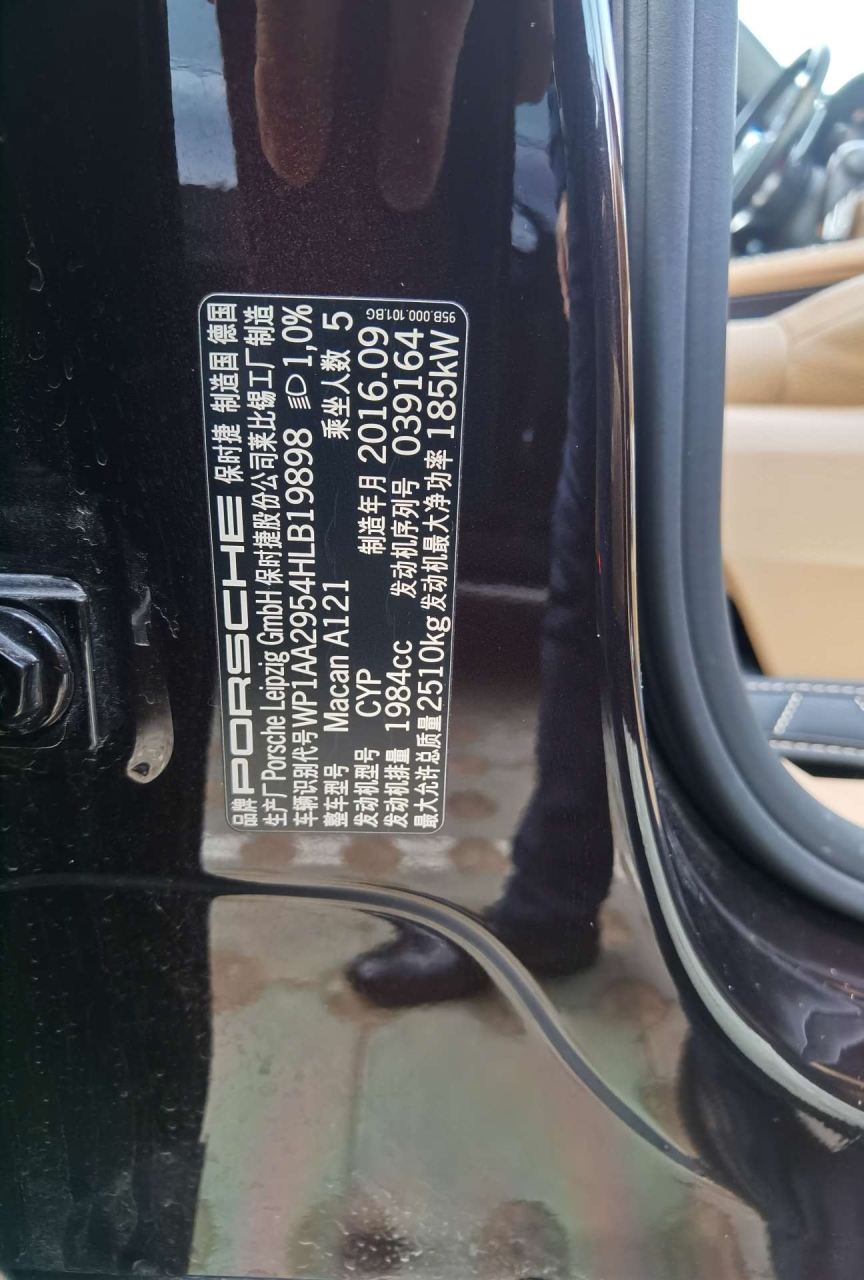 品牌 PORSCHE 保时捷 制造国 德国
生产厂 Porsche Leipzig GmbH 保时捷股份公司莱比锡工厂 制造
车辆识别代号 WP1AA2954HLB19898 1,0%
整车型号 Macan A121 乘坐人数 5
发动机型号 CYP 制造年月 2016.09
发动机排量 1984cc 发动机序列号 039164
最大允许总质量 2510kg 发动机最大净功率 185kW
95B.000.101.BG